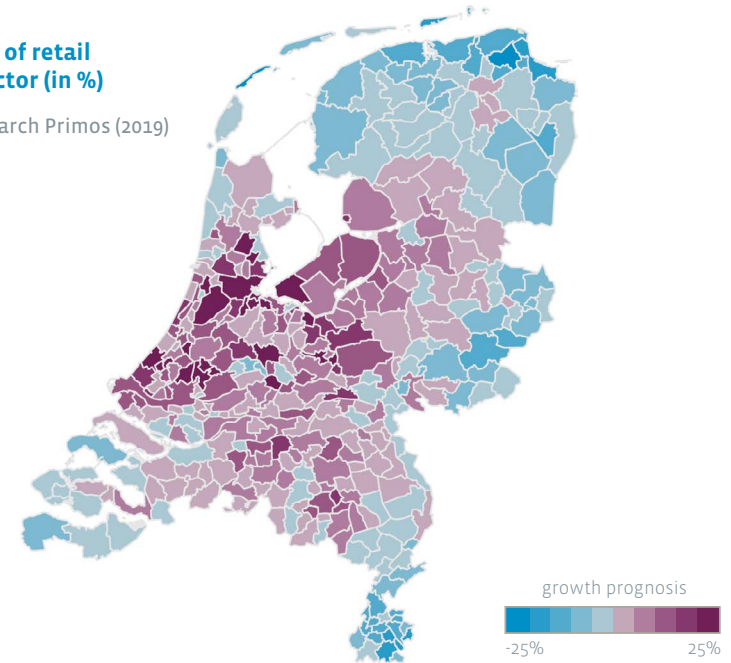 of retail
ctor (in %)
arch Primos (2019)
growth prognosis
-25%
25%